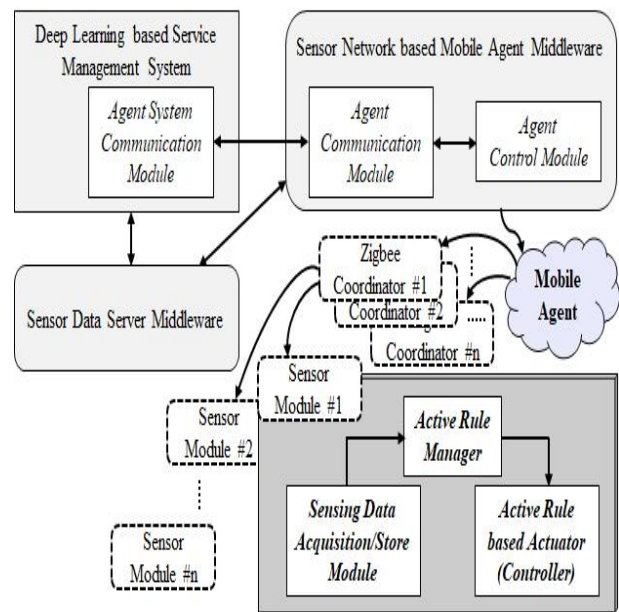 Deep Learning based Service
Management System
Agent System
Communication
Module
Sensor Network based Mobile Agent Middleware
Agent
Communication
Module
Agent
Control Module
Sensor Data Server Middleware
Zigbee
Coordinator #1
Coordinator #2
Coordinator #n
.....
Mobile
Agent
Sensor
Module #1
Sensor
Module #2
Sensor
Module #n
Active Rule
Manager
Sensing Data
Acquisition/Store
Module
Active Rule
based Actuator
(Controller)